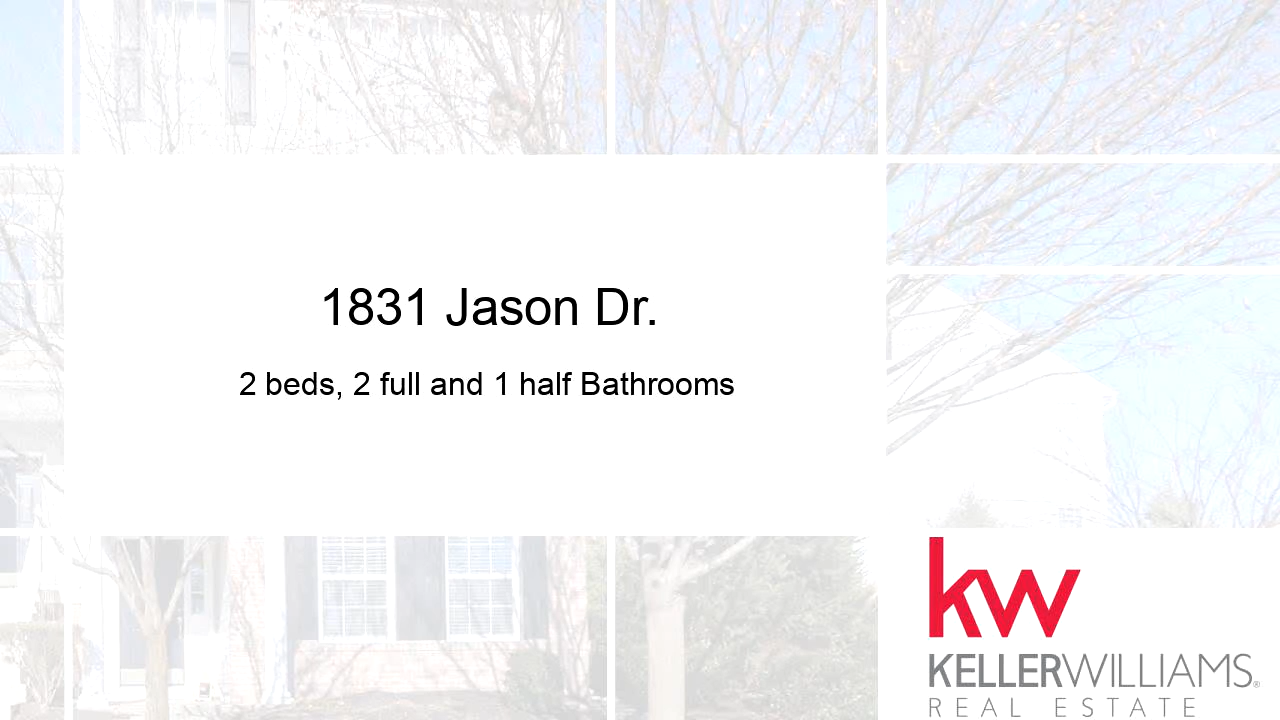 1831 Jason Dr.
2 beds, 2 full and 1 half Bathrooms
kw
KELLERWILLIAMS®
REAL ESTATE